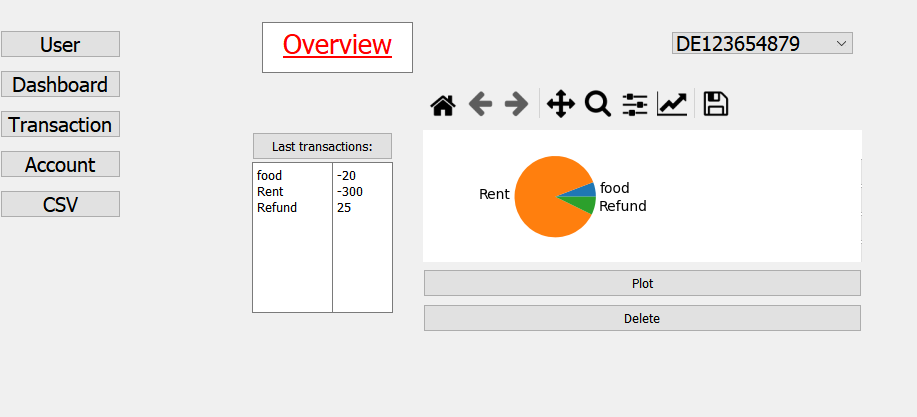 User
Dashboard
Transaction
Account
CSV
Overview
DE123654879
Last transactions:
food -20
Rent -300
Refund 25
Rent
food
Refund
Plot
Delete